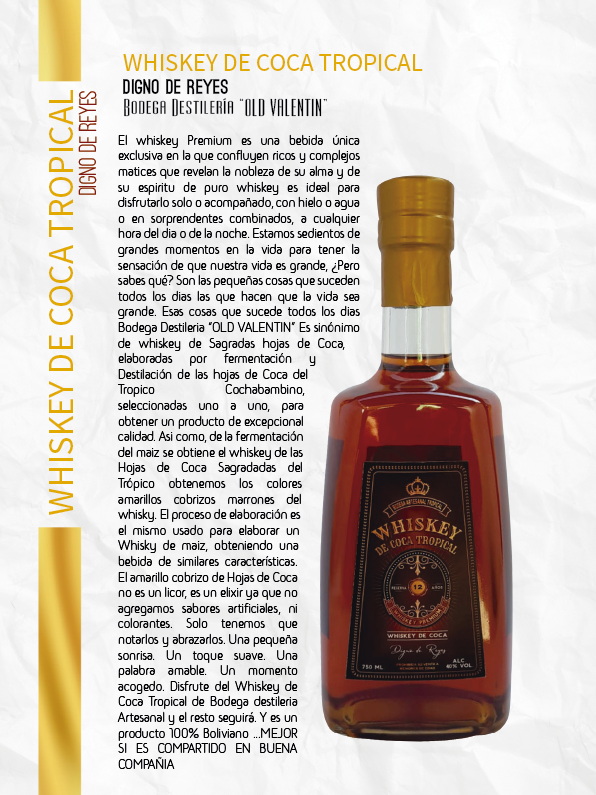 WHISKEY DE COCA TROPICAL
DIGNO DE REYES
WHISKEY DE COCA TROPICAL
DIGNO DE REYES
BODEGA DESTILERÍA "OLD VALENTIN"
El whiskey Premium es una bebida única
exclusiva en la que confluyen ricos y complejos
matices que revelan la nobleza de su alma y de
su espiritu de puro whiskey es ideal para
disfrutarlo solo o acompañado, con hielo o agua
o en sorprendentes combinados, a cualquier
hora del dia o de la noche. Estamos sedientos de
grandes momentos en la vida para tener la
sensación de que nuestra vida es grande, ¿Pero
sabes qué? Son las pequeñas cosas que suceden
todos los dias las que hacen que la vida sea
grande. Esas cosas que sucede todos los dias
Bodega Destileria "OLD VALENTIN" Es sinónimo
de whiskey de Sagradas hojas de Coca,
elaboradas por fermentación y
Destilación de las hojas de Coca del
Tropico Cochabambino,
seleccionadas uno a uno, para
obtener un producto de excepcional
calidad. Asi como, de la fermentación
del maiz se obtiene el whiskey de las
Hojas de Coca Sagradadas del
Trópico obtenemos los colores
amarillos cobrizos marrones del
whisky. El proceso de elaboración es
el mismo usado para elaborar un
Whisky de maiz, obteniendo una
bebida de similares características.
El amarillo cobrizo de Hojas de Coca
no es un licor, es un elixir ya que no
agregamos sabores artificiales, ni
colorantes. Solo tenemos que
notarlos y abrazarlos. Una pequeña
sonrisa. Un toque suave. Una
palabra amable. Un momento
acogedo. Disfrute del Whiskey de
Coca Tropical de Bodega destileria
Artesanal y el resto seguirá. Y es un
producto 100% Boliviano ...MEJOR
SI ES COMPARTIDO EN BUENA
COMPAÑIA
BODEGA ARTESANAL TROPICAL
WHISKEY
DE COCA TROPICAL
RESERVA 12 AÑOS
WHISKEY PREMIUM
WHISKEY DE COCA
Digno de Reyes
750 ML
ALC
40% VOL